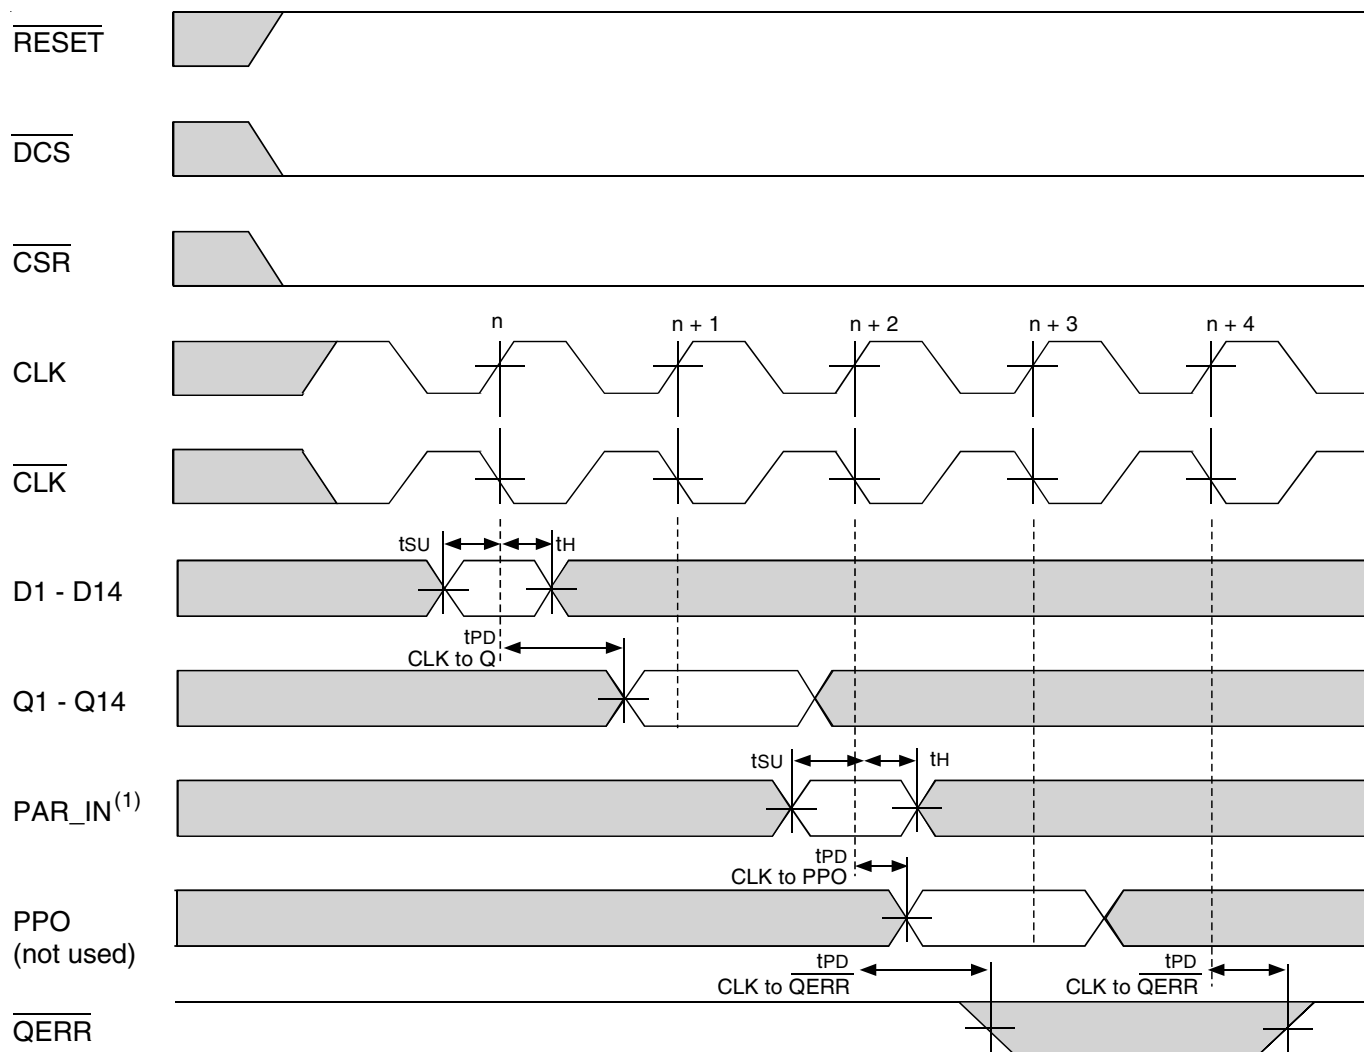 RESET
DCS
CSR
n n + 1 n + 2 n + 3 n + 4
CLK
CLK
tSU tH
D1 - D14
tPD
CLK to Q
Q1 - Q14
tSU tH
PAR_IN(1)
tPD
CLK to PPO
PPO
(not used)
tPD tPD
CLK to QERR CLK to QERR
QERR